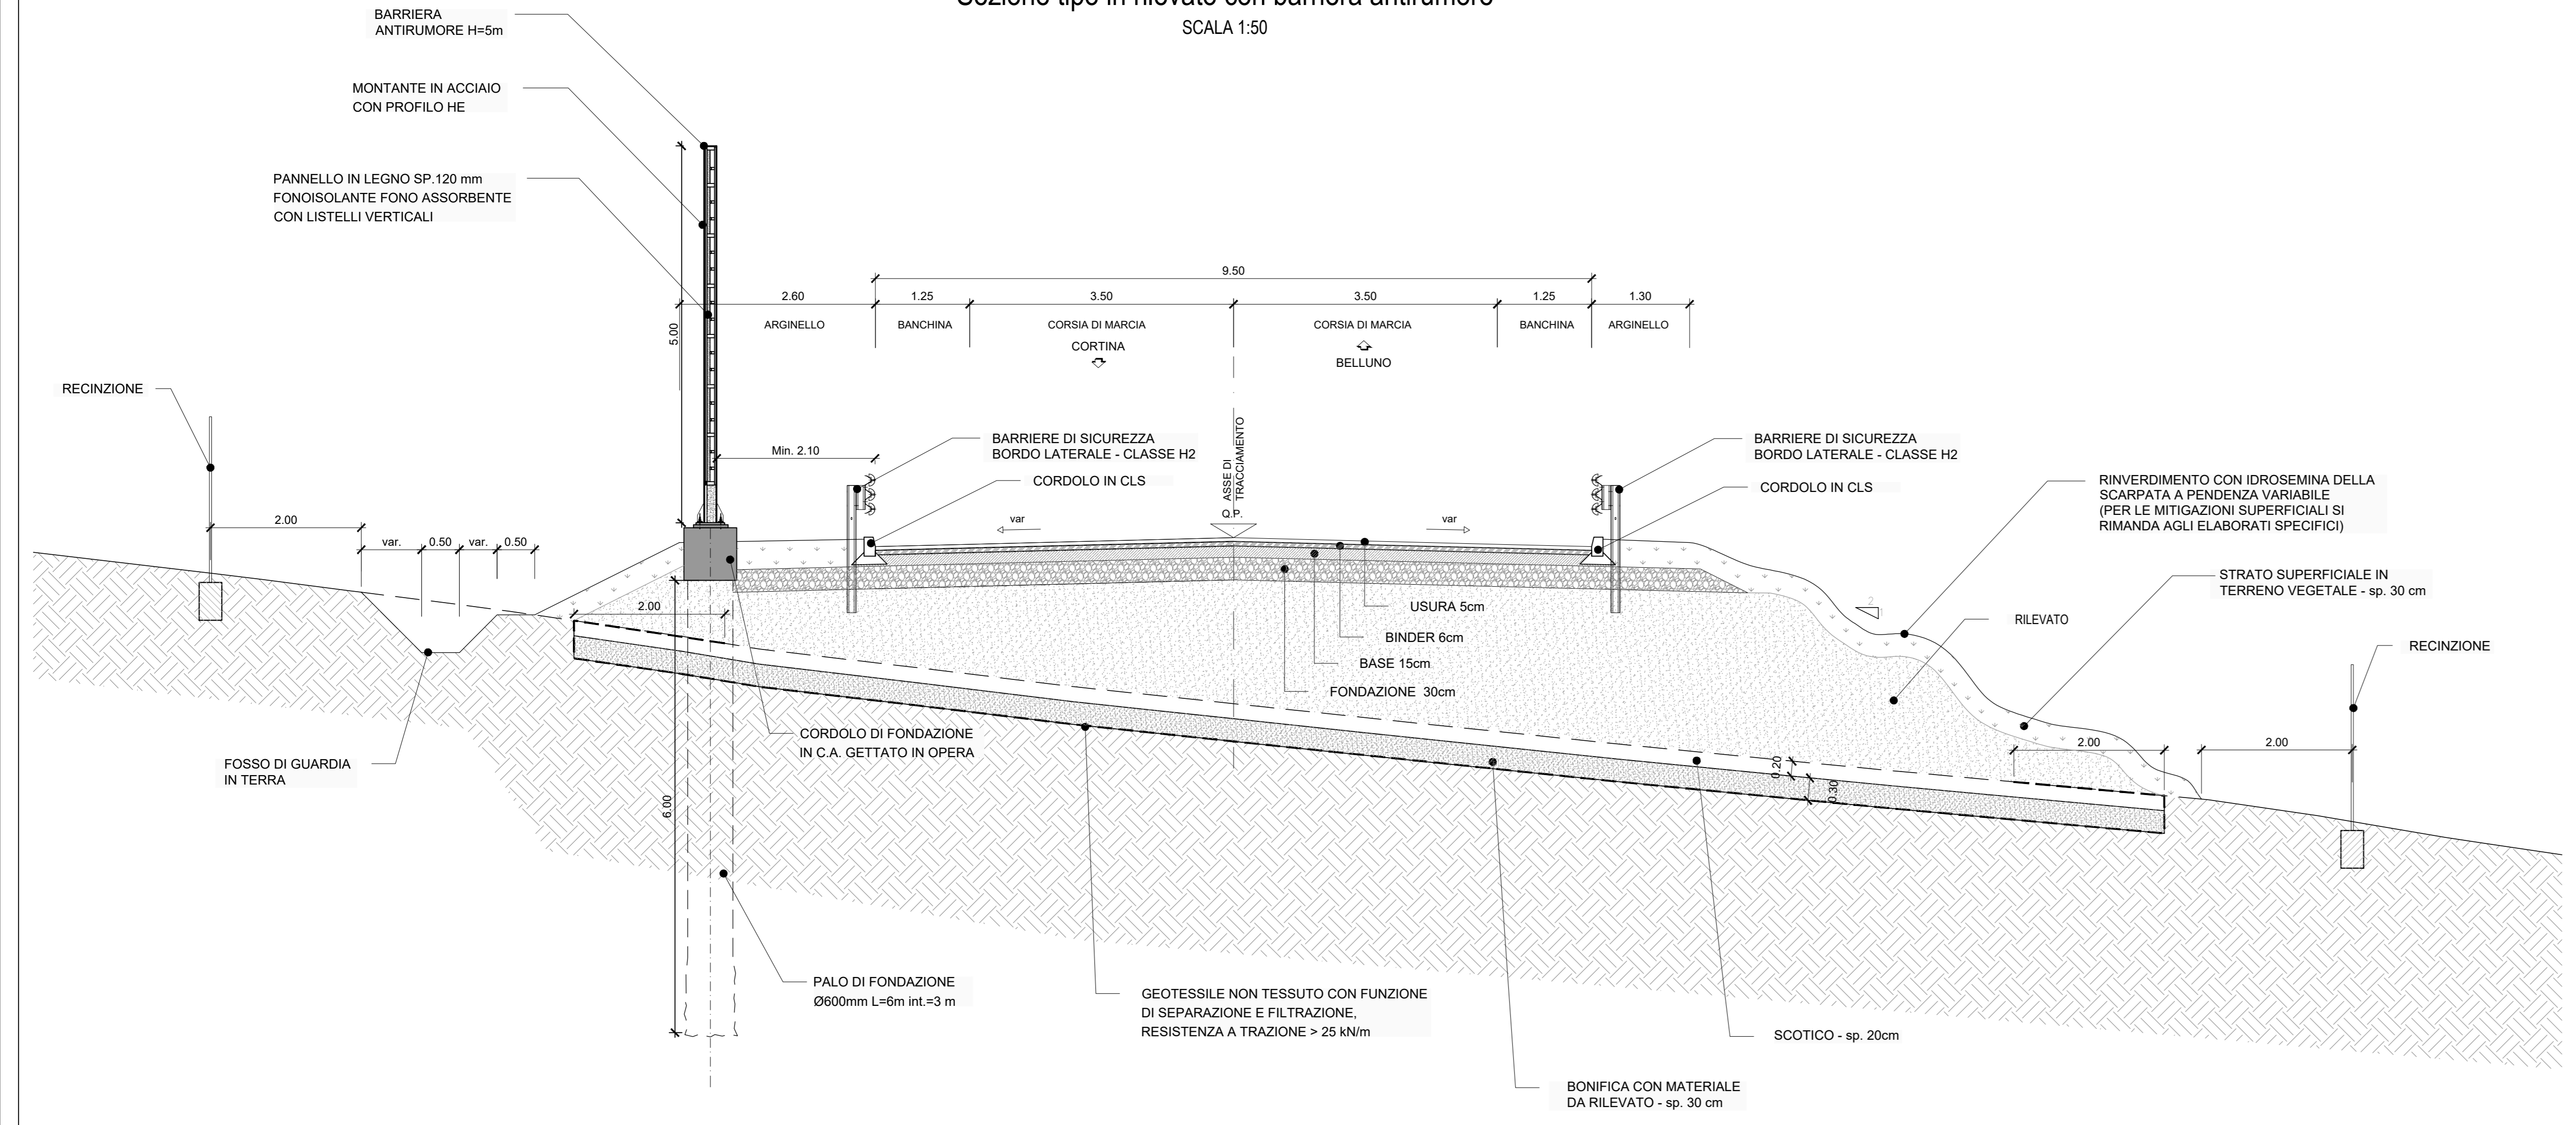 Sezione tipo in rilevato con barriera antirumore
SCALA 1:50
BARRIERA
ANTIRUMORE H=5m
MONTANTE IN ACCIAIO
CON PROFILO HE
PANNELLO IN LEGNO SP.120 mm
FONOISOLANTE FONO ASSORBENTE
CON LISTELLI VERTICALI
9.50
2.60
1.25
3.50
3.50
1.25
1.30
ARGINELLO
BANCHINA
CORSIA DI MARCIA
CORSIA DI MARCIA
BANCHINA
ARGINELLO
CORTINA
BELLUNO
5.00
RECINZIONE
Min. 2.10
BARRIERE DI SICUREZZA
BORDO LATERALE - CLASSE H2
CORDOLO IN CLS
ASSE DI
TRACCIAMENTO
Q.P.
var
var
BARRIERE DI SICUREZZA
BORDO LATERALE - CLASSE H2
CORDOLO IN CLS
RINVERDIMENTO CON IDROSEMINA DELLA
SCARPATA A PENDENZA VARIABILE
(PER LE MITIGAZIONI SUPERFICIALI SI
RIMANDA AGLI ELABORATI SPECIFICI)
2.00
var.
0.50
var.
0.50
2.00
STRATO SUPERFICIALE IN
TERRENO VEGETALE - sp. 30 cm
2
1
RILEVATO
RECINZIONE
USURA 5cm
BINDER 6cm
BASE 15cm
FONDAZIONE 30cm
CORDOLO DI FONDAZIONE
IN C.A. GETTATO IN OPERA
FOSSO DI GUARDIA
IN TERRA
2.00
2.00
0.20
0.30
6.00
PALO DI FONDAZIONE
Ø600mm L=6m int.=3 m
GEOTESSILE NON TESSUTO CON FUNZIONE
DI SEPARAZIONE E FILTRAZIONE,
RESISTENZA A TRAZIONE > 25 kN/m
SCOTICO - sp. 20cm
BONIFICA CON MATERIALE
DA RILEVATO - sp. 30 cm